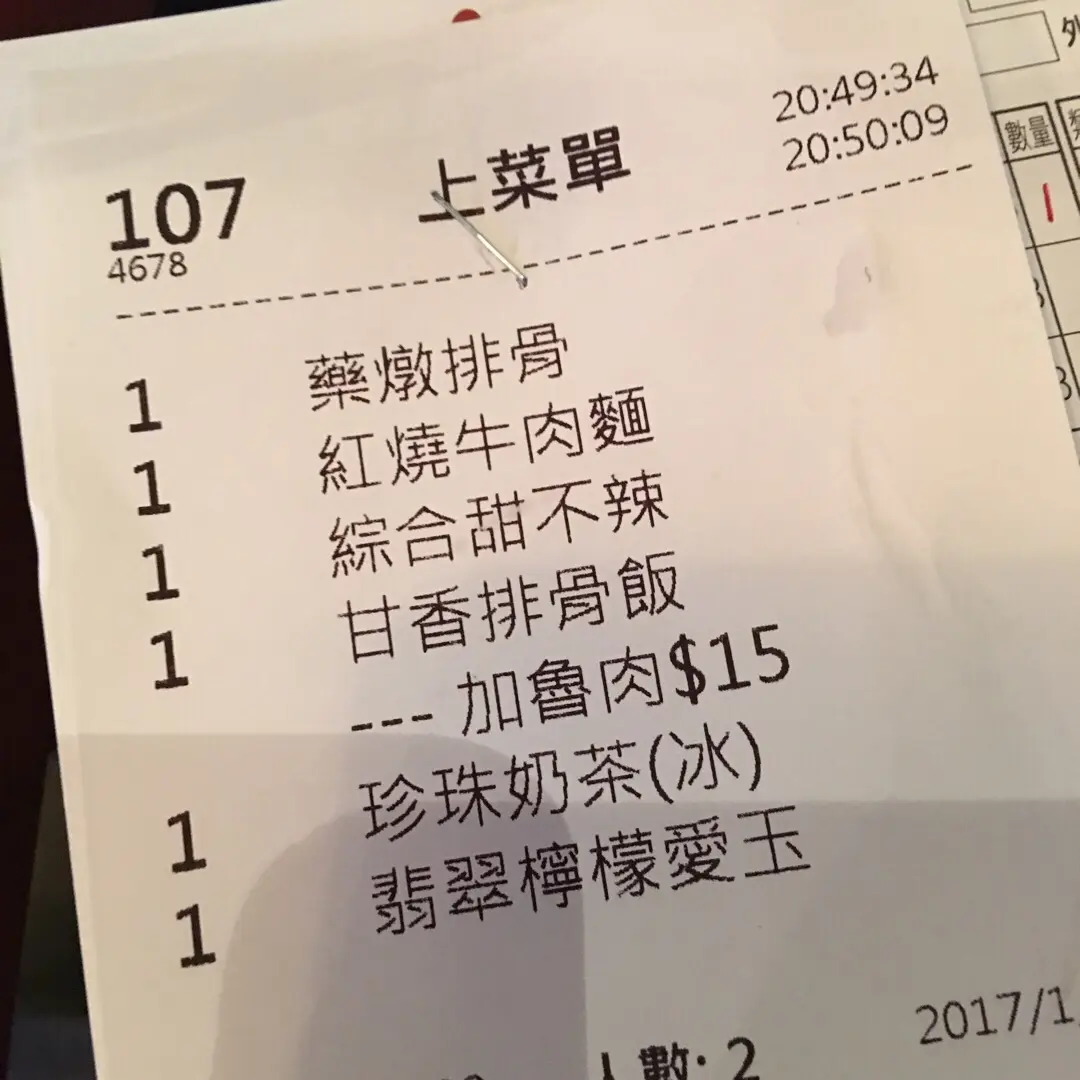 20:49:34
107 上菜單 20:50:09
4678
1 藥燉排骨
1 紅燒牛肉麵
1 綜合甜不辣
1 甘香排骨飯
--- 加魯肉$15
1 珍珠奶茶(冰)
1 翡翠檸檬愛玉
2017/1
人數: 2
數量
1